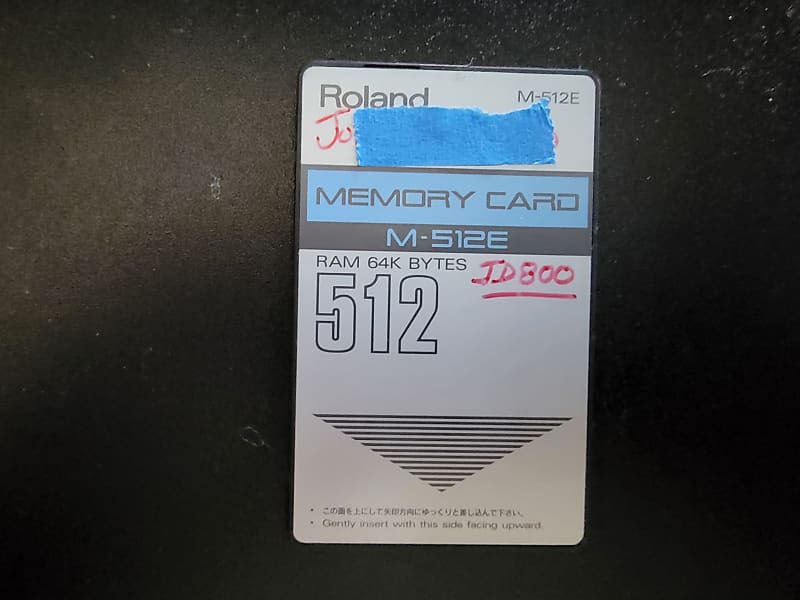 Roland M-512E
MEMORY CARD
M-512E
RAM 64K BYTES
JD800
512
• この面を上にして矢印方向にゆっくりと差し込んで下さい。
• Gently insert with this side facing upward.